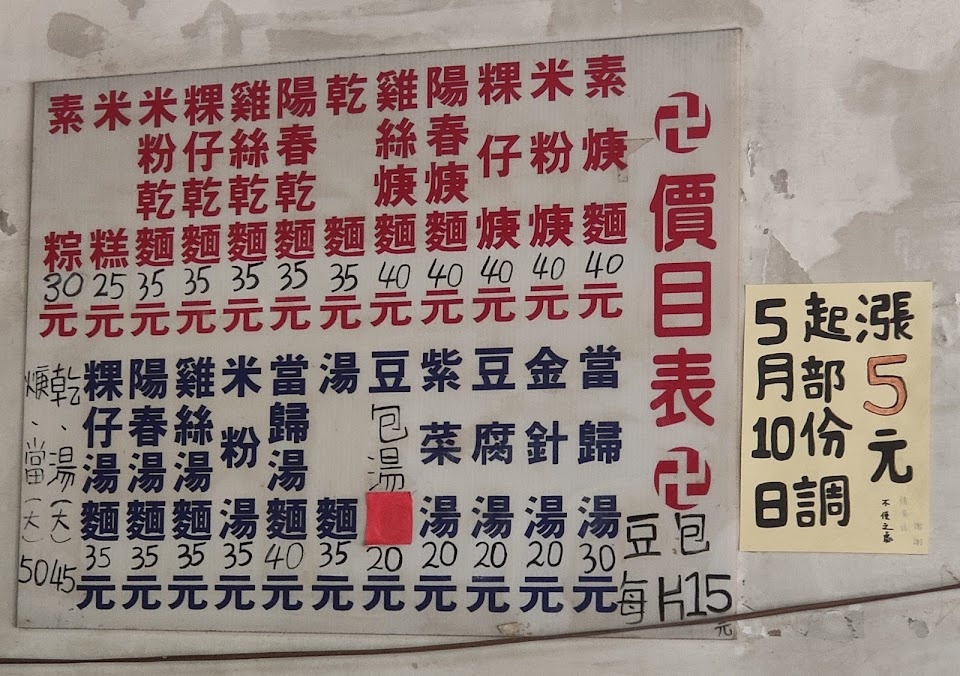 卍價目表卍
素焿麵40元
米粉焿40元
粿仔焿40元
陽春焿麵40元
雞絲焿麵40元
乾麵35元
陽春乾麵35元
雞絲乾麵35元
粿仔乾麵35元
米粉乾麵35元
米糕25元
素粽30元
當歸湯30元
金針湯20元
豆腐湯20元
紫菜湯20元
豆包湯20元
湯麵35元
當歸湯麵40元
米粉湯35元
雞絲湯麵35元
陽春湯麵35元
粿仔湯麵35元
乾、湯(大)45
焿、當(大)50
豆包
每片15元
5月10日
起部份調
漲5元
不便之處